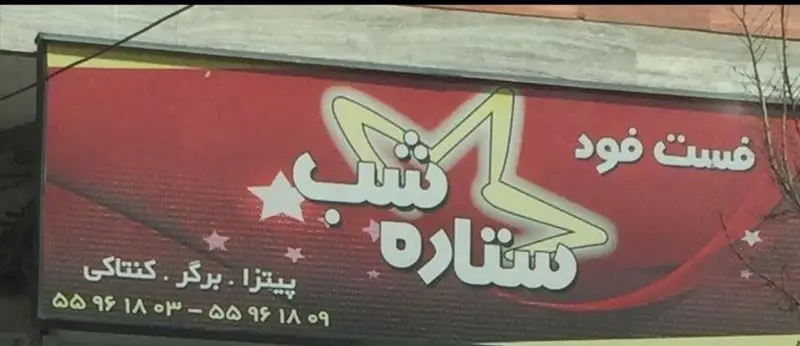 فست فود
ستاره شب
پیتزا . برگر . کنتاکی
۵۵ ۹۶ ۱۸ ۰۳ – ۵۵ ۹۶ ۱۸ ۰۹